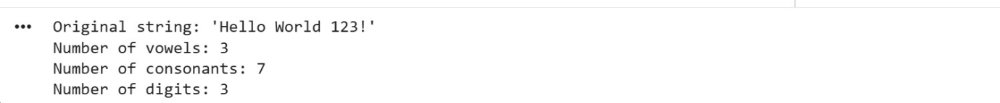 Original string: 'Hello World 123!'
Number of vowels: 3
Number of consonants: 7
Number of digits: 3